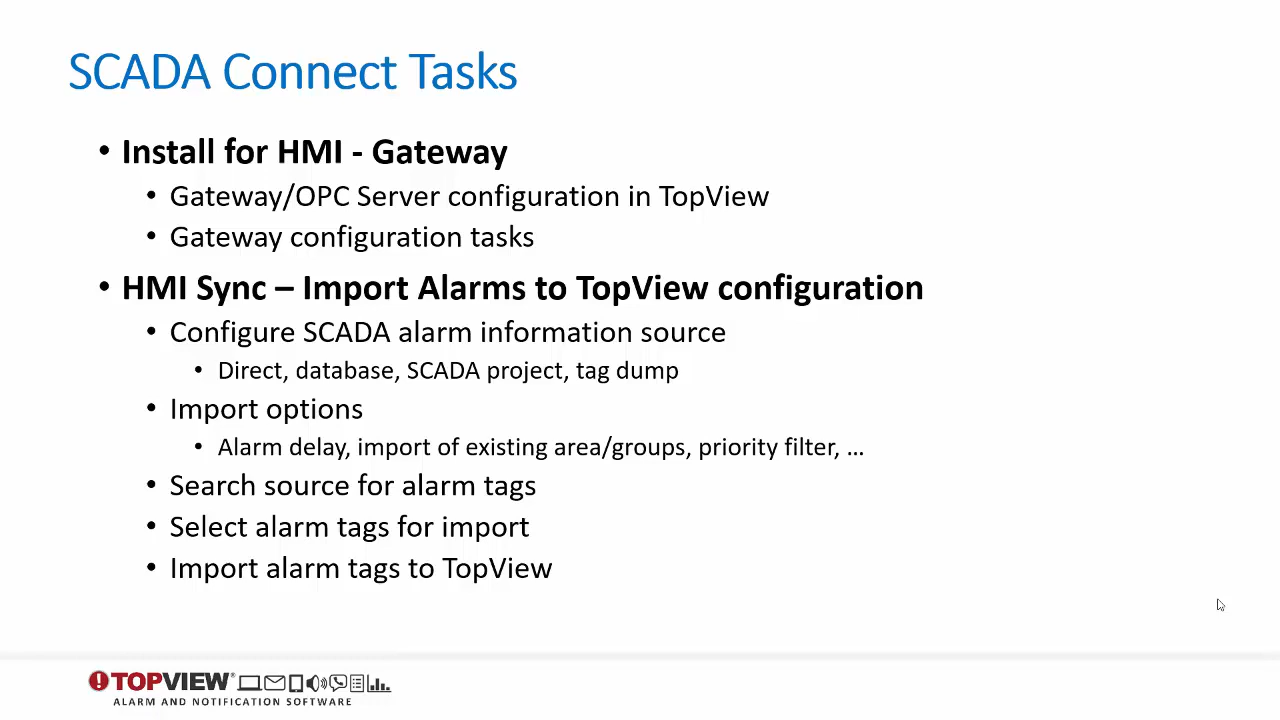 SCADA Connect Tasks
• Install for HMI - Gateway
• Gateway/OPC Server configuration in TopView
• Gateway configuration tasks
• HMI Sync – Import Alarms to TopView configuration
• Configure SCADA alarm information source
• Direct, database, SCADA project, tag dump
• Import options
• Alarm delay, import of existing area/groups, priority filter, …
• Search source for alarm tags
• Select alarm tags for import
• Import alarm tags to TopView
TOPVIEW®
ALARM AND NOTIFICATION SOFTWARE